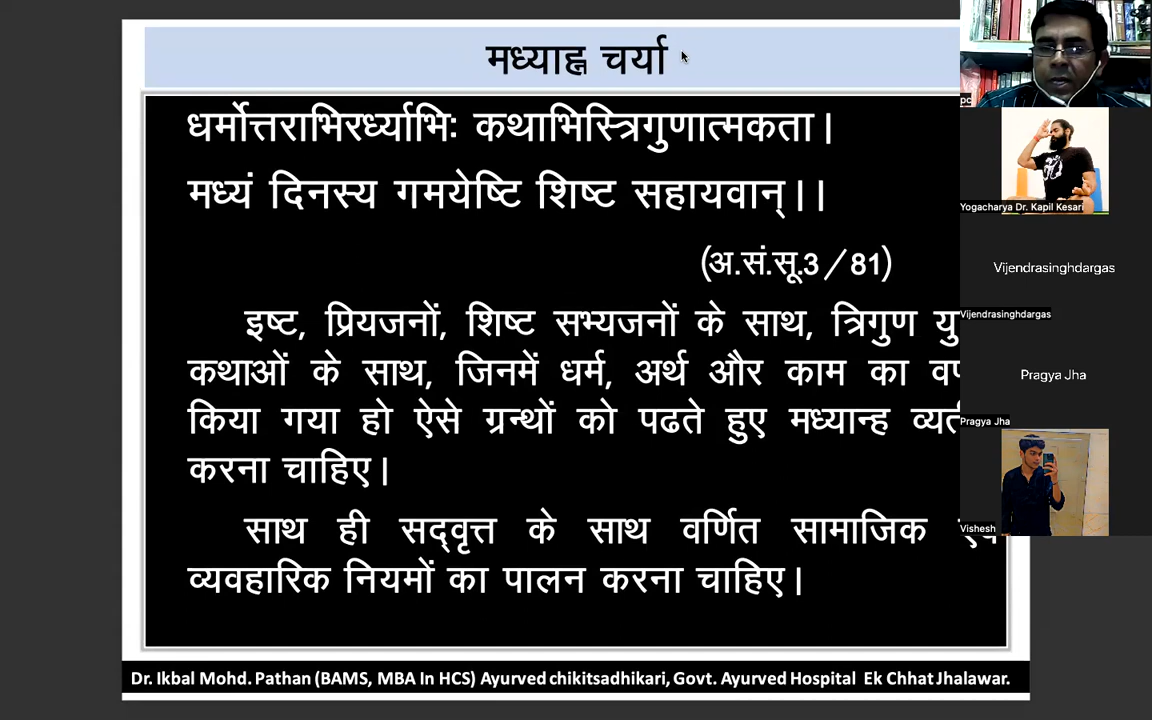 मध्याह्न चर्या
धर्मोत्तराभिरर्ध्याभिः कथाभिस्त्रिगुणात्मकता।
मध्यं दिनस्य गमयेष्टि शिष्ट सहायवान्।।
(अ.सं.सू.3/81)
इष्ट, प्रियजनों, शिष्ट सभ्यजनों के साथ, त्रिगुण
कथाओं के साथ, जिनमें धर्म, अर्थ और काम का
किया गया हो ऐसे ग्रन्थों को पढते हुए मध्यान्ह
करना चाहिए।
साथ ही सद्वृत्त के साथ वर्णित सामाजिक
व्यवहारिक नियमों का पालन करना चाहिए।
Dr. Ikbal Mohd. Pathan (BAMS, MBA In HCS) Ayurved chikitsadhikari, Govt. Ayurved Hospital Ek Chhat Jhalawar.
pc
Yogacharya Dr. Kapil Kesari
Vijendrasinghdargas
Vijendrasinghdargas
Pragya Jha
Pragya Jha
Vishesh